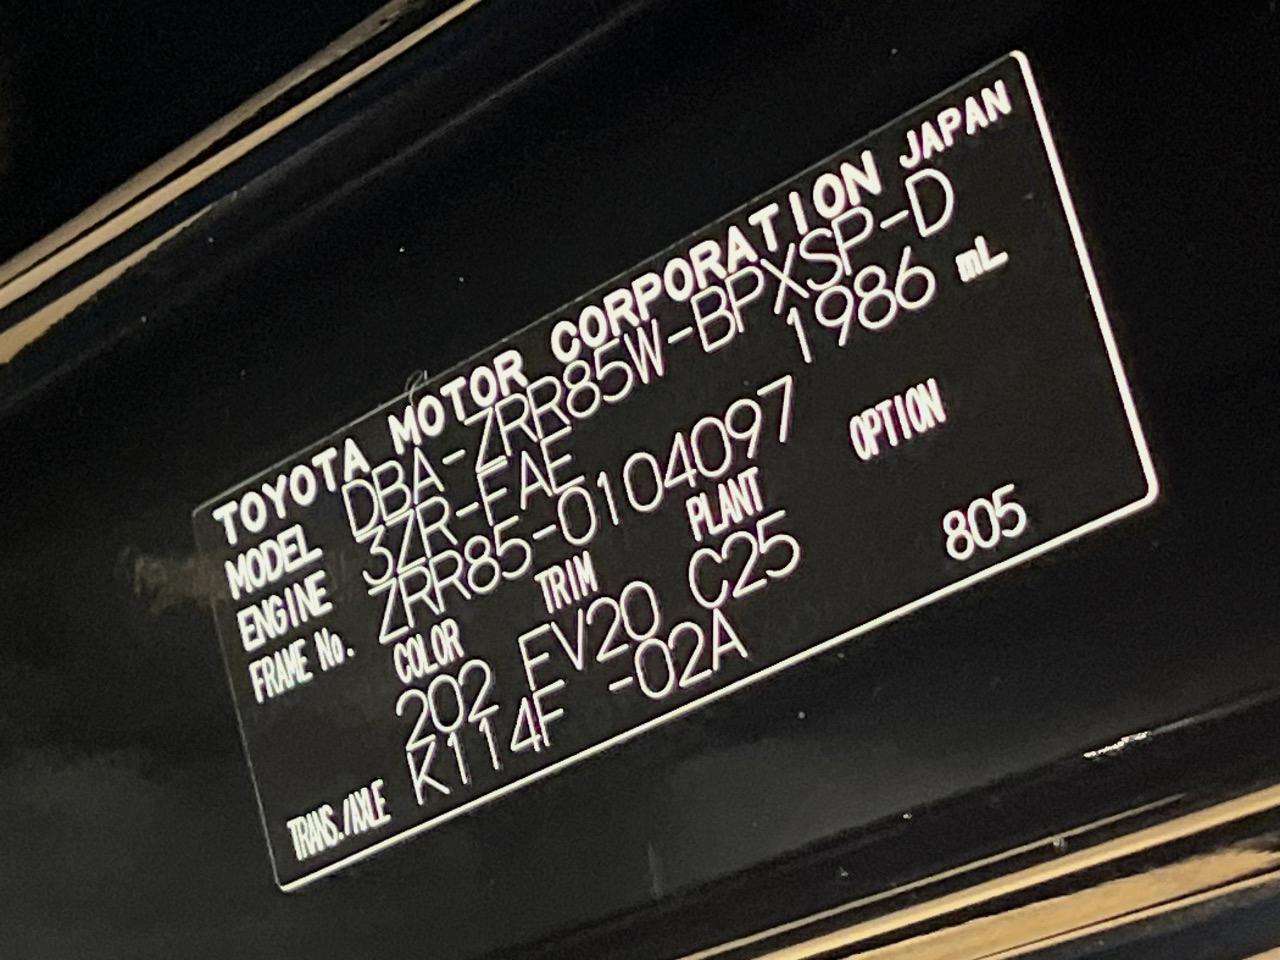 TOYOTA MOTOR CORPORATION JAPAN
MODEL DBA-ZRR85W-BPXSP-D
ENGINE 3ZR-FAE 1986 mL
FRAME No. ZRR85-0104097
COLOR TRIM PLANT OPTION
202 FV20 C25 805
TRANS./AXLE K114F -02A